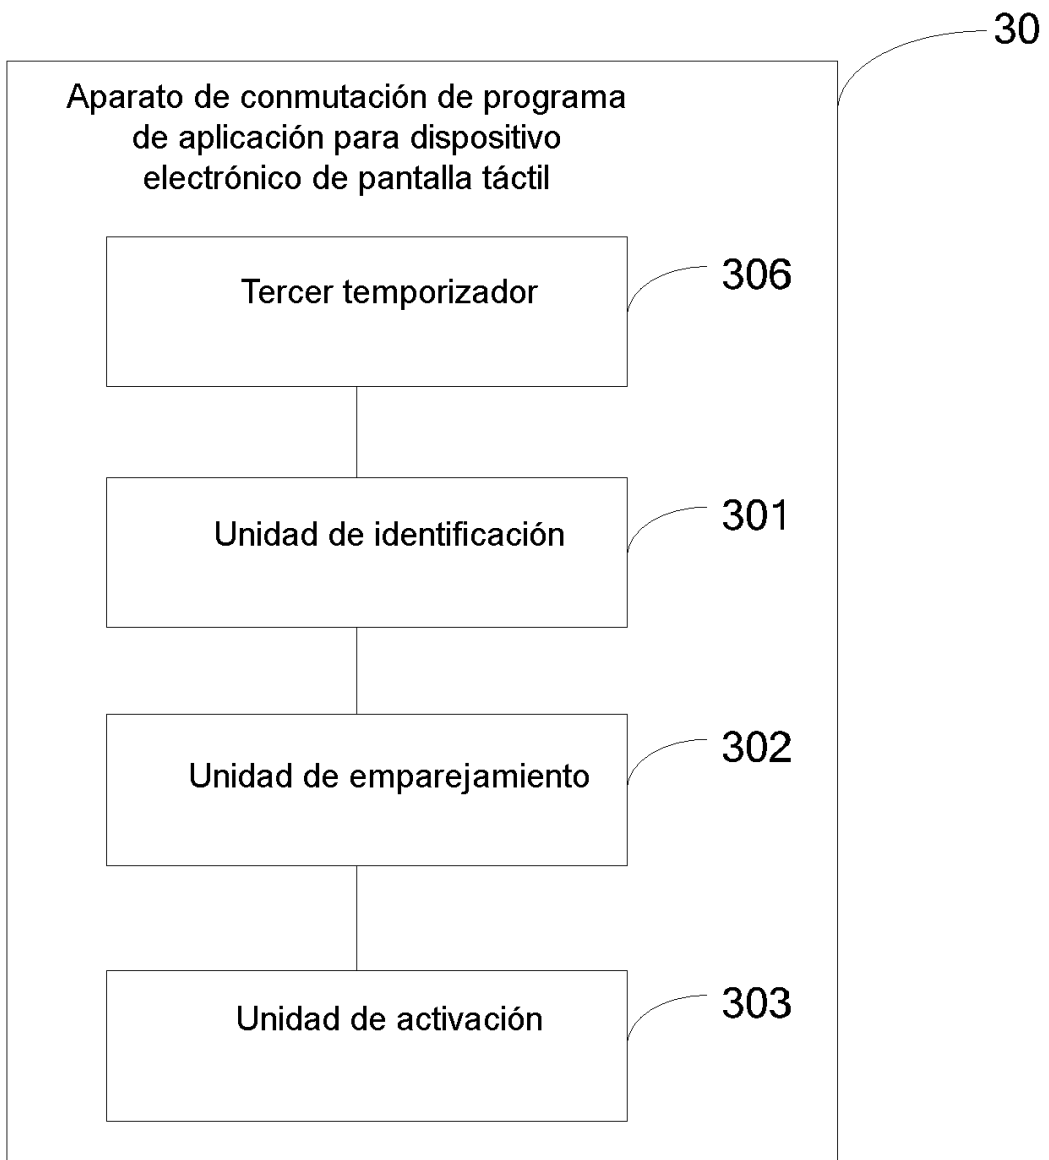 30
Aparato de conmutación de programa
de aplicación para dispositivo
electrónico de pantalla táctil
Tercer temporizador
306
Unidad de identificación
301
Unidad de emparejamiento
302
Unidad de activación
303